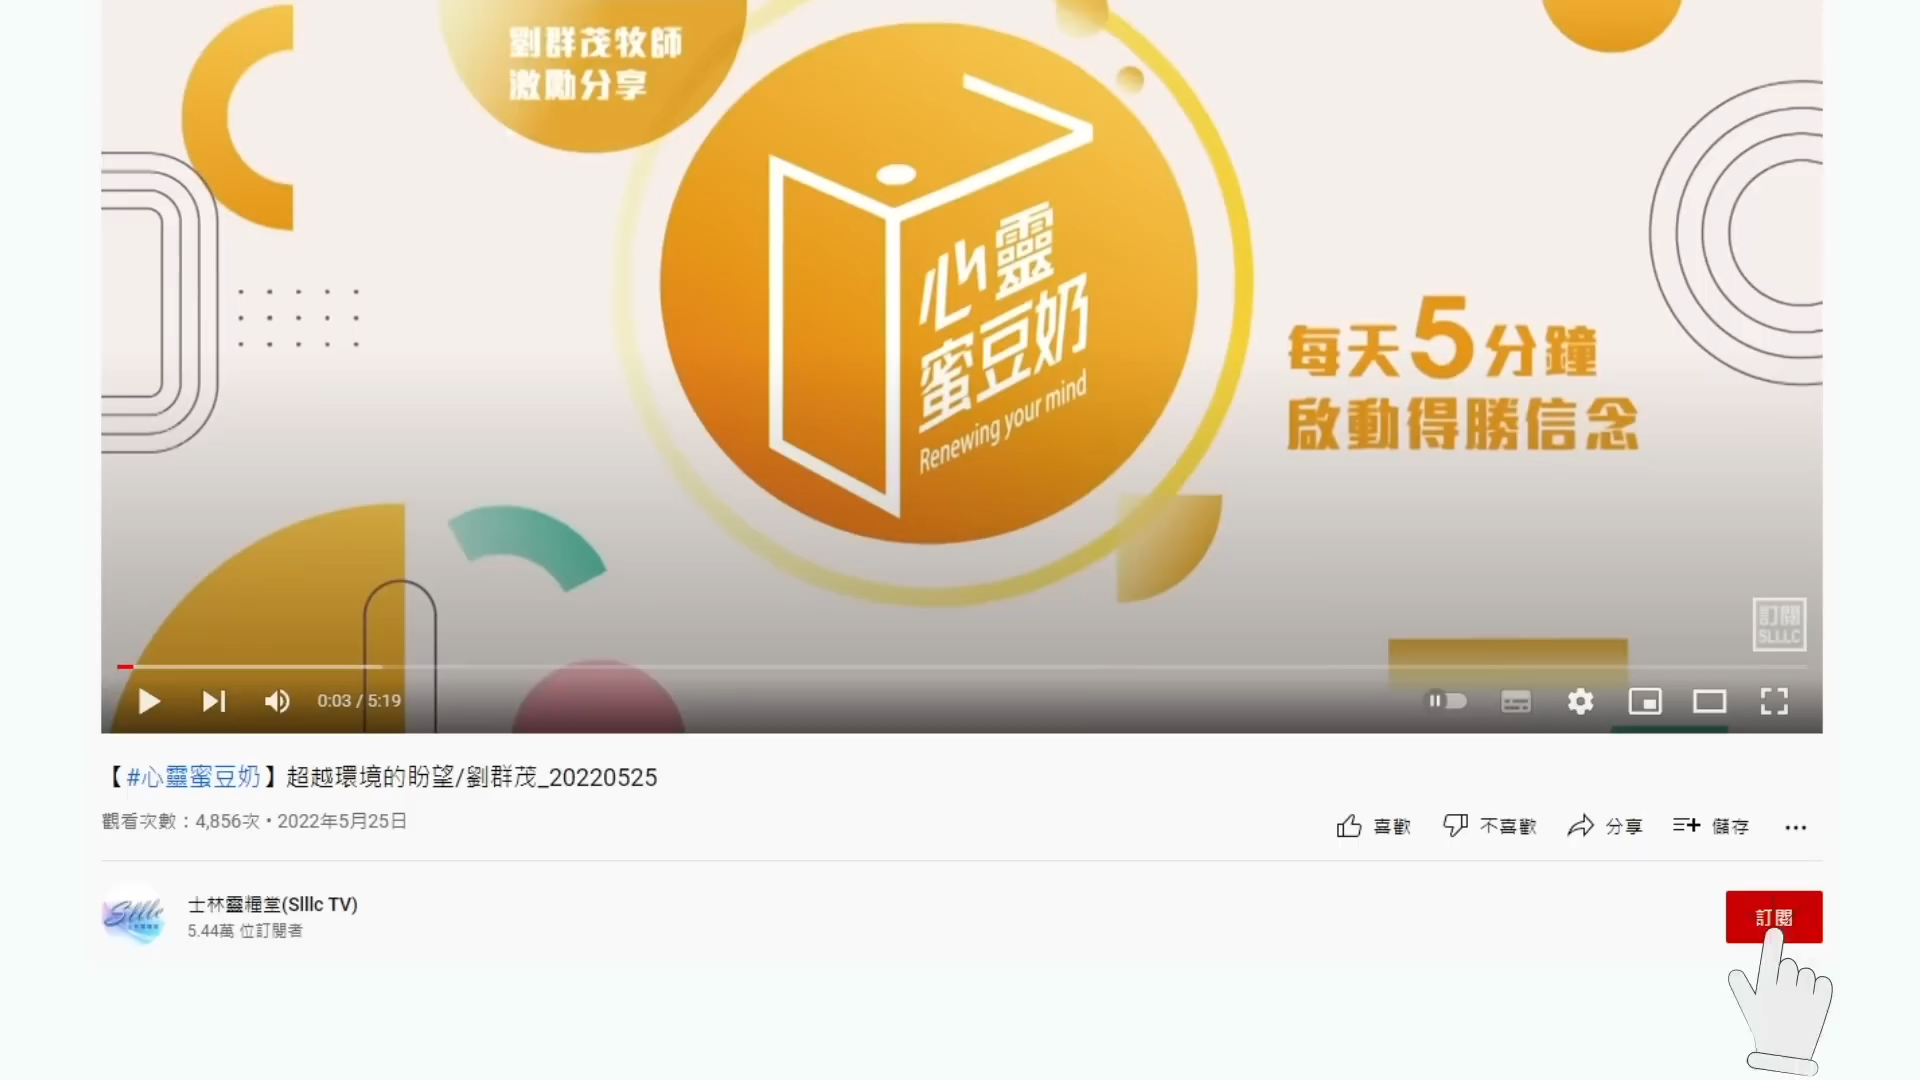 劉群茂牧師
激勵分享
心靈
蜜豆奶
Renewing your mind
每天5分鐘
啟動得勝信念
訂閱
SLLLC
0:03 / 5:19
【#心靈蜜豆奶】超越環境的盼望/劉群茂_20220525
觀看次數：4,856次 • 2022年5月25日
喜歡
不喜歡
分享
儲存
Slllc
士林靈糧堂(Slllc TV)
5.44萬 位訂閱者
訂閱